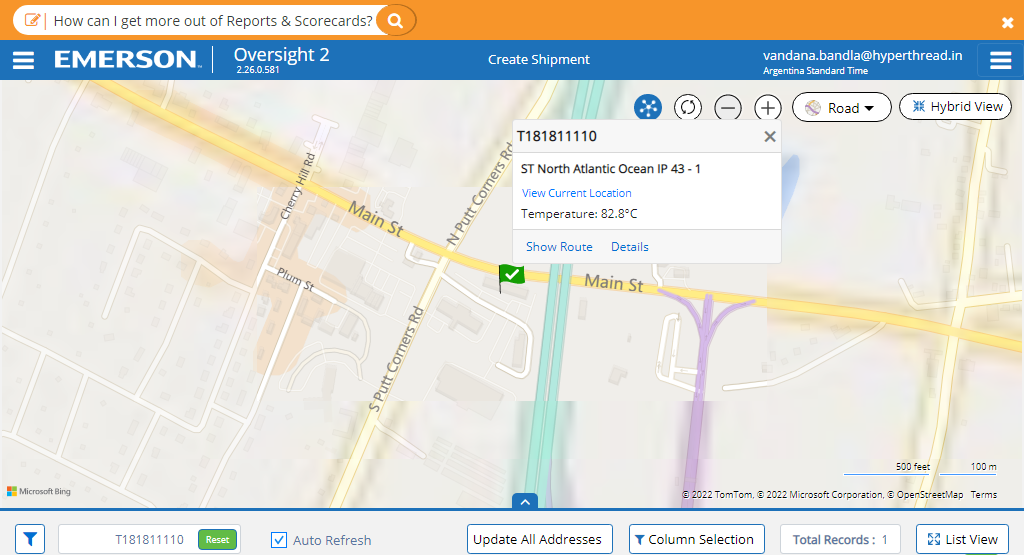 How can I get more out of Reports & Scorecards?
EMERSON
Oversight 2
2.26.0.581
Create Shipment
vandana.bandla@hyperthread.in
Argentina Standard Time
Road
Hybrid View
T181811110
ST North Atlantic Ocean IP 43 - 1
View Current Location
Temperature: 82.8°C
Show Route
Details
Cherry Hill Rd
Main St
N Putt Corners Rd
Plum St
Main St
S Putt Corners Rd
500 feet
100 m
Microsoft Bing
© 2022 TomTom, © 2022 Microsoft Corporation, © OpenStreetMap Terms
T181811110
Reset
Auto Refresh
Update All Addresses
Column Selection
Total Records : 1
List View